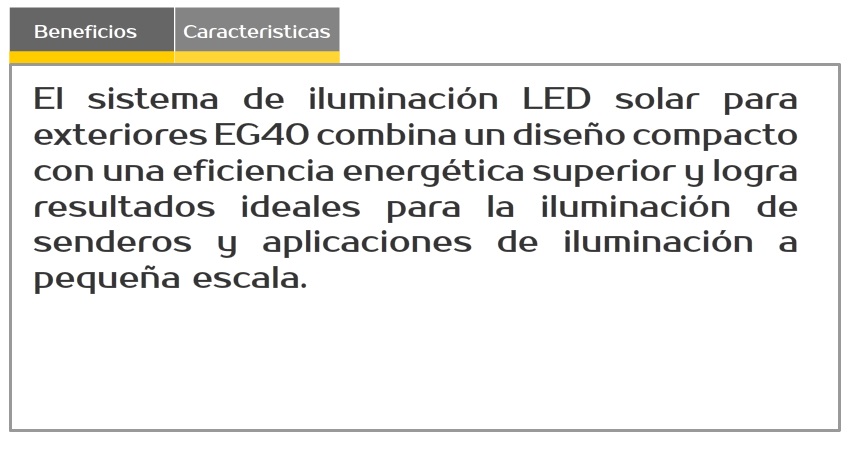 Beneficios Caracteristicas
El sistema de iluminación LED solar para
exteriores EG40 combina un diseño compacto
con una eficiencia energética superior y logra
resultados ideales para la iluminación de
senderos y aplicaciones de iluminación a
pequeña escala.